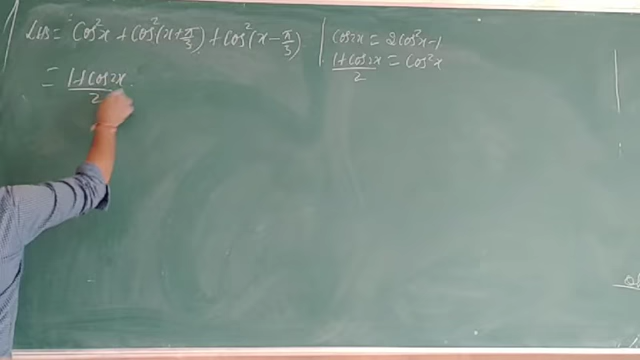 LHS = Cos²x + Cos²(x + π/3) + Cos²(x - π/3)
= (1 + Cos2x)/2
Cos2x = 2Cos²x - 1
(1 + Cos2x)/2 = Cos²x